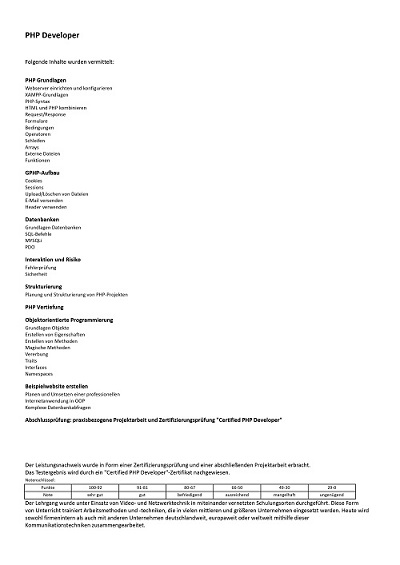 PHP Developer
Folgende Inhalte wurden vermittelt:
PHP Grundlagen
Webserver einrichten und konfigurieren
XAMPP-Grundlagen
PHP-Syntax
HTML und PHP kombinieren
Request/Response
Formulare
Bedingungen
Operatoren
Schleifen
Arrays
Externe Dateien
Funktionen
GPHP-Aufbau
Cookies
Sessions
Upload/Löschen von Dateien
E-Mail versenden
Header verwenden
Datenbanken
Grundlagen Datenbanken
SQL-Befehle
MySQLi
PDO
Interaktion und Risiko
Fehlerprüfung
Sicherheit
Strukturierung
Planung und Strukturierung von PHP-Projekten
PHP Vertiefung
Objektorientierte Programmierung
Grundlagen Objekte
Erstellen von Eigenschaften
Erstellen von Methoden
Magische Methoden
Vererbung
Traits
Interfaces
Namespaces
Beispielwebsite erstellen
Planen und Umsetzen einer professionellen
Internetanwendung in OOP
Komplexe Datenbankabfragen
Abschlussprüfung: praxisbezogene Projektarbeit und Zertifizierungsprüfung "Certified PHP Developer"
Der Leistungsnachweis wurde in Form einer Zertifizierungsprüfung und einer abschließenden Projektarbeit erbracht.
Das Testergebnis wird durch ein "Certified PHP Developer"-Zertifikat nachgewiesen.
Notenschlüssel:
Punkte 100-92 91-81 80-67 66-50 49-30 29-0
Note sehr gut gut befriedigend ausreichend mangelhaft ungenügend
Der Lehrgang wurde unter Einsatz von Video- und Netzwerktechnik in miteinander vernetzten Schulungsorten durchgeführt. Diese Form
von Unterricht trainiert Arbeitsmethoden und -techniken, die in vielen mittleren und größeren Unternehmen eingesetzt werden. Heute wird
sowohl firmenintern als auch mit anderen Unternehmen deutschlandweit, europaweit oder weltweit mithilfe dieser
Kommunikationstechniken zusammengearbeitet.